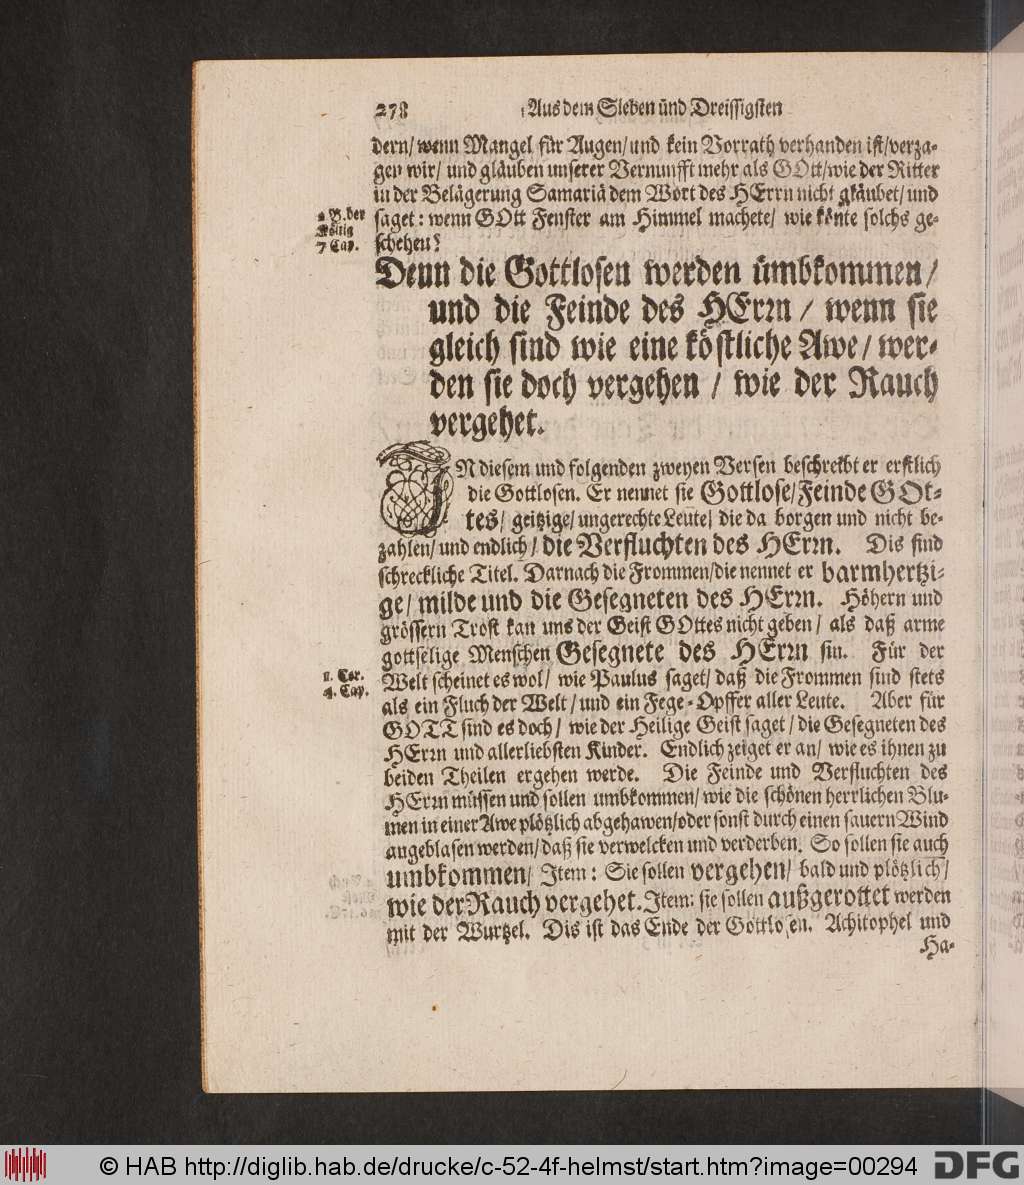 278 Aus dem Sieben und Dreissigsten
dern/ wenn Mangel für Augen/ und kein Vorrath verhanden ist/ verza-
gen wir/ und gläuben unserer Vernunfft mehr als GOtt/ wie der Ritter
in der Belägerung Samariä dem Wort des HErrn nicht gläubet/ und
2 B. der
König
7 Cap.
saget: wenn GOtt Fenster am Himmel machete/ wie könte solchs ge-
schehen?
Denn die Gottlosen werden ümbkommen/
und die Feinde des HErrn/ wenn sie
gleich sind wie eine köstliche Awe/ wer-
den sie doch vergehen/ wie der Rauch
vergehet.
IN diesem und folgenden zweyen Versen beschreibt er erstlich
die Gottlosen. Er nennet sie Gottlose/ Feinde GOt-
tes/ geitzige/ ungerechte Leute/ die da borgen und nicht be-
zahlen/ und endlich/ die Verfluchten des HErrn. Dis sind
schreckliche Titel. Darnach die Frommen/ die nennet er barmhertzi-
ge/ milde und die Gesegneten des HErrn. Höhern und
grössern Trost kan uns der Geist GOttes nicht geben/ als daß arme
gottselige Menschen Gesegnete des HErrn sin. Für der
1. Cor.
4. Cap.
Welt scheinet es wol/ wie Paulus saget/ daß die Frommen sind stets
als ein Fluch der Welt/ und ein Fege-Opffer aller Leute. Aber für
GOTT sind es doch/ wie der Heilige Geist saget/ die Gesegneten des
HErrn und allerliebsten Kinder. Endlich zeiget er an/ wie es ihnen zu
beiden Theilen ergehen werde. Die Feinde und Verfluchten des
HErrn müssen und sollen umbkommen/ wie die schönen herrlichen Blu-
men in einer Awe plötzlich abgehawen/ oder sonst durch einen sauern Wind
angeblasen werden/ daß sie verwelcken und verderben. So sollen sie auch
umbkommen/ Item: Sie sollen vergehen/ bald und plötzlich/
wie der Rauch vergehet. Item: sie sollen außgerottet werden
mit der Wurtzel. Dis ist das Ende der Gottlosen. Achitophel und
Ha-
© HAB http://diglib.hab.de/drucke/c-52-4f-helmst/start.htm?image=00294 DFG